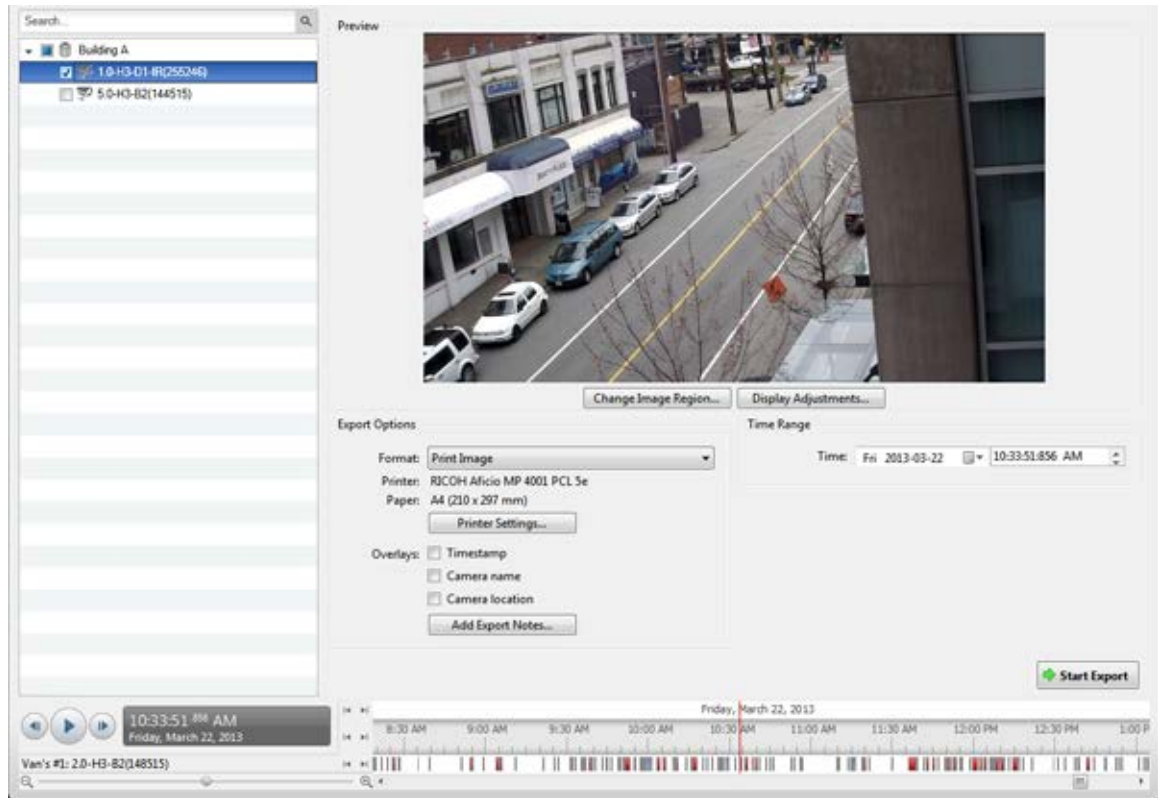 Search...
Preview
Building A
1.0-H3-D1-IR(255246)
5.0-H3-B2(144515)
Change Image Region...
Display Adjustments...
Export Options
Format: Print Image
Printer: RICOH Aficio MP 4001 PCL 5e
Paper: A4 (210 x 297 mm)
Printer Settings...
Overlays: Timestamp
Camera name
Camera location
Add Export Notes...
Time Range
Time: Fri 2013-03-22 10:33:51:856 AM
Start Export
10:33:51.856 AM
Friday, March 22, 2013
Friday, March 22, 2013
8:30 AM 9:00 AM 9:30 AM 10:00 AM 10:30 AM 11:00 AM 11:30 AM 12:00 PM 12:30 PM 1:00 P
Van's #1: 2.0-H3-B2(148515)